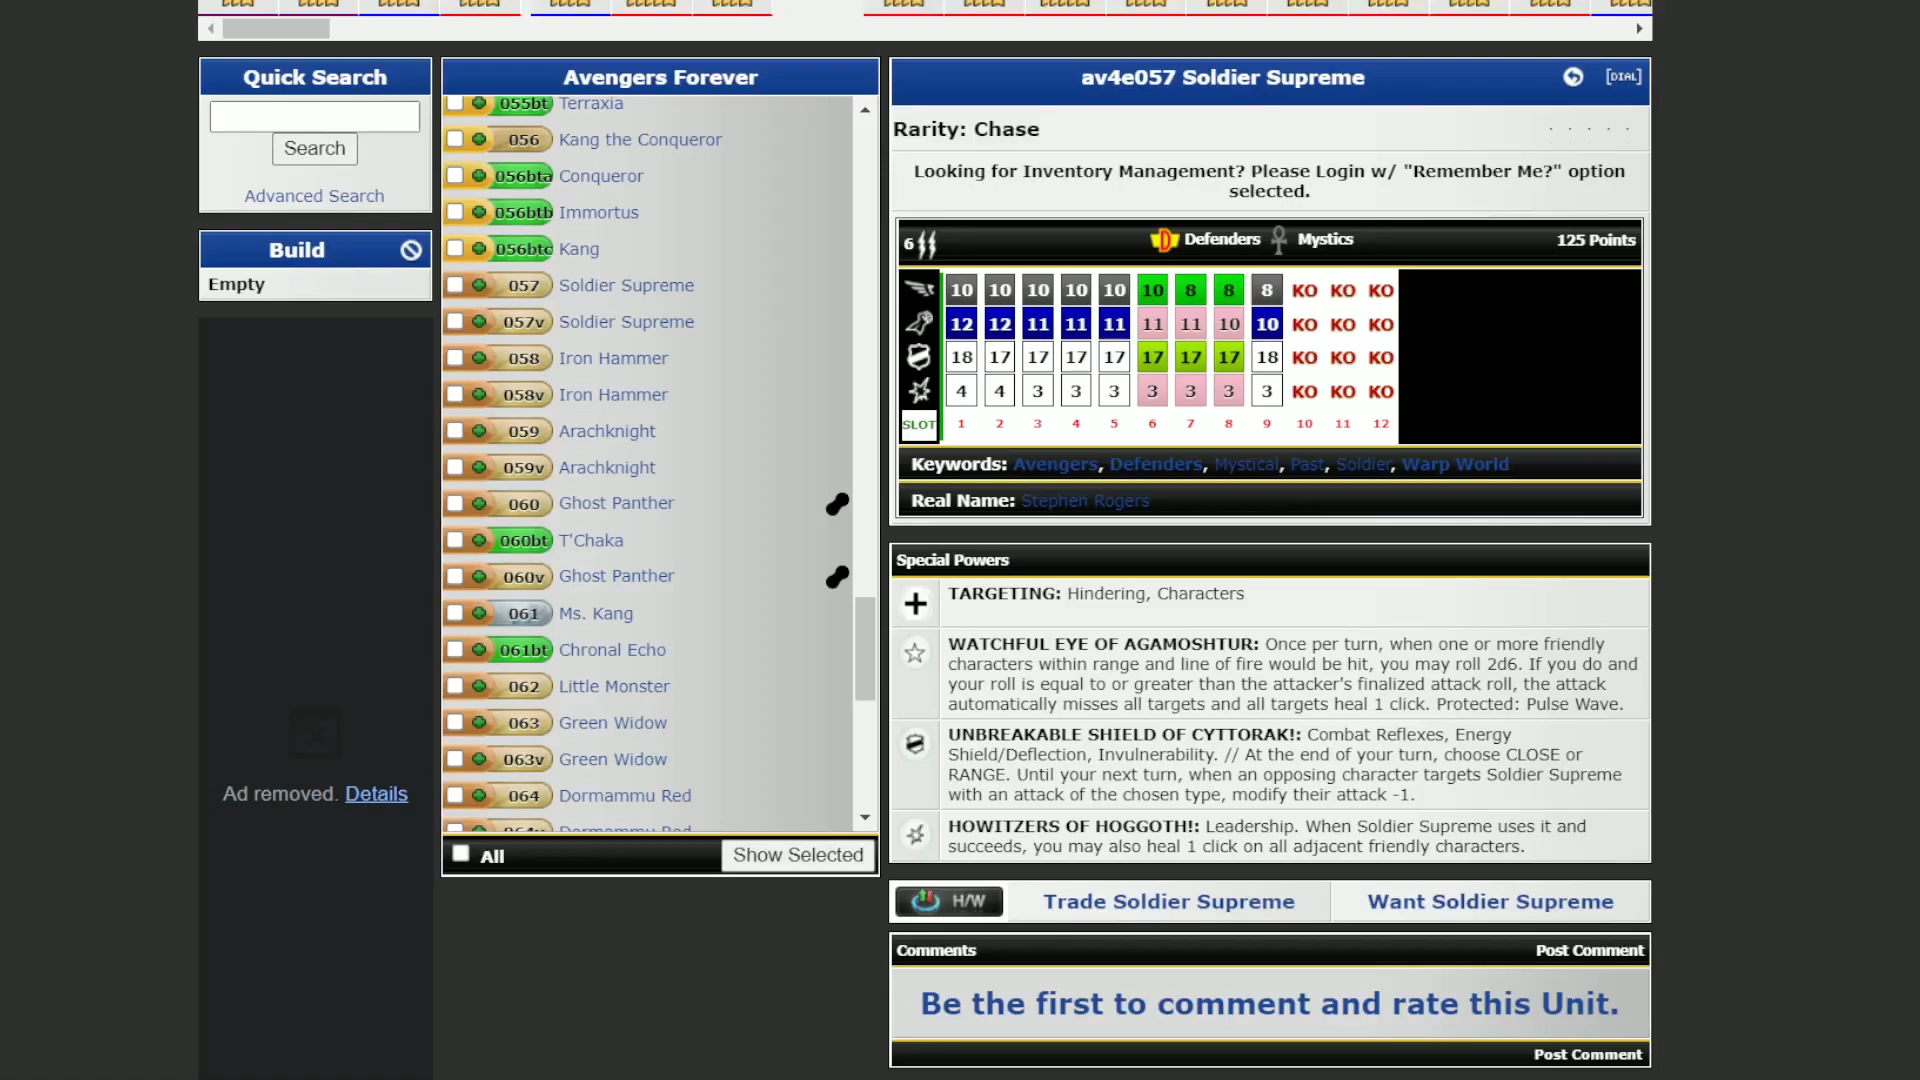 Quick Search
Search
Advanced Search
Build
Empty
Ad removed. Details
Avengers Forever
055bt Terraxia
056 Kang the Conqueror
056bta Conqueror
056btb Immortus
056btc Kang
057 Soldier Supreme
057v Soldier Supreme
058 Iron Hammer
058v Iron Hammer
059 Arachknight
059v Arachknight
060 Ghost Panther
060bt T'Chaka
060v Ghost Panther
061 Ms. Kang
061bt Chronal Echo
062 Little Monster
063 Green Widow
063v Green Widow
064 Dormammu Red
064v Dormammu Red
All Show Selected
av4e057 Soldier Supreme [DIAL]
Rarity: Chase
Looking for Inventory Management? Please Login w/ "Remember Me?" option
selected.
6 Defenders Mystics 125 Points
10 10 10 10 10 10 8 8 8 KO KO KO
12 12 11 11 11 11 11 10 10 KO KO KO
18 17 17 17 17 17 17 17 18 KO KO KO
4 4 3 3 3 3 3 3 3 KO KO KO
SLOT 1 2 3 4 5 6 7 8 9 10 11 12
Keywords: Avengers, Defenders, Mystical, Past, Soldier, Warp World
Real Name: Stephen Rogers
Special Powers
TARGETING: Hindering, Characters
WATCHFUL EYE OF AGAMOSHTUR: Once per turn, when one or more friendly
characters within range and line of fire would be hit, you may roll 2d6. If you do and
your roll is equal to or greater than the attacker's finalized attack roll, the attack
automatically misses all targets and all targets heal 1 click. Protected: Pulse Wave.
UNBREAKABLE SHIELD OF CYTTORAK!: Combat Reflexes, Energy
Shield/Deflection, Invulnerability. // At the end of your turn, choose CLOSE or
RANGE. Until your next turn, when an opposing character targets Soldier Supreme
with an attack of the chosen type, modify their attack -1.
HOWITZERS OF HOGGOTH!: Leadership. When Soldier Supreme uses it and
succeeds, you may also heal 1 click on all adjacent friendly characters.
H/W Trade Soldier Supreme Want Soldier Supreme
Comments Post Comment
Be the first to comment and rate this Unit.
Post Comment